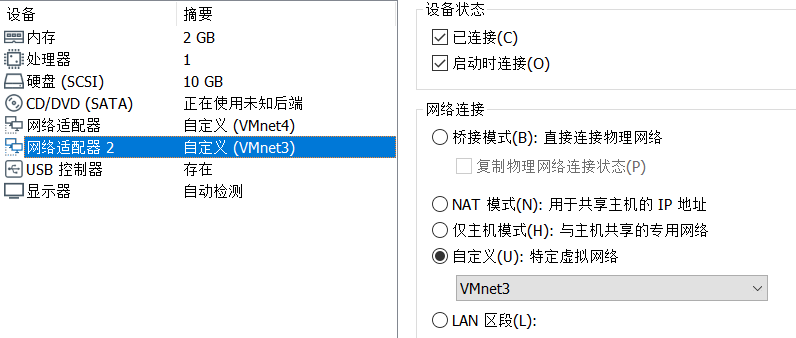 设备 摘要
内存 2 GB
处理器 1
硬盘 (SCSI) 10 GB
CD/DVD (SATA) 正在使用未知后端
网络适配器 自定义 (VMnet4)
网络适配器 2 自定义 (VMnet3)
USB 控制器 存在
显示器 自动检测
设备状态
已连接(C)
启动时连接(O)
网络连接
桥接模式(B): 直接连接物理网络
复制物理网络连接状态(P)
NAT 模式(N): 用于共享主机的 IP 地址
仅主机模式(H): 与主机共享的专用网络
自定义(U): 特定虚拟网络
VMnet3
LAN 区段(L):